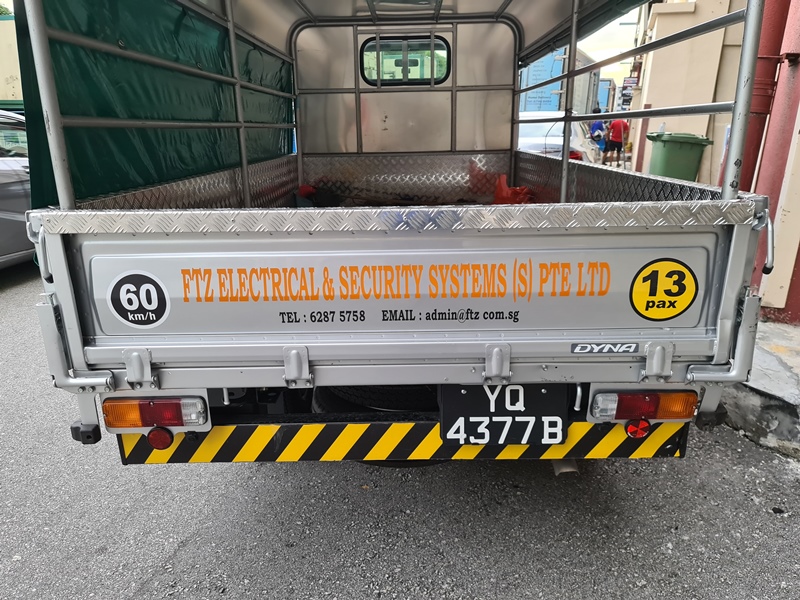 60
km/h
FTZ ELECTRICAL & SECURITY SYSTEMS (S) PTE LTD
TEL : 6287 5758 EMAIL : admin@ftz com.sg
13
pax
DYNA
YQ
4377B